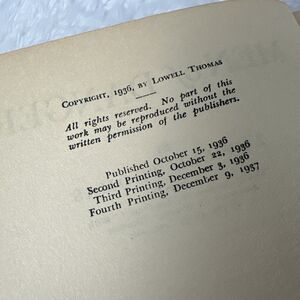 Copyright, 1936, by Lowell Thomas
All rights reserved. No part of this
work may be reproduced without the
written permission of the publishers.
Published October 15, 1936
Second Printing, October 22, 1936
Third Printing, December 3, 1936
Fourth Printing, December 9, 1937